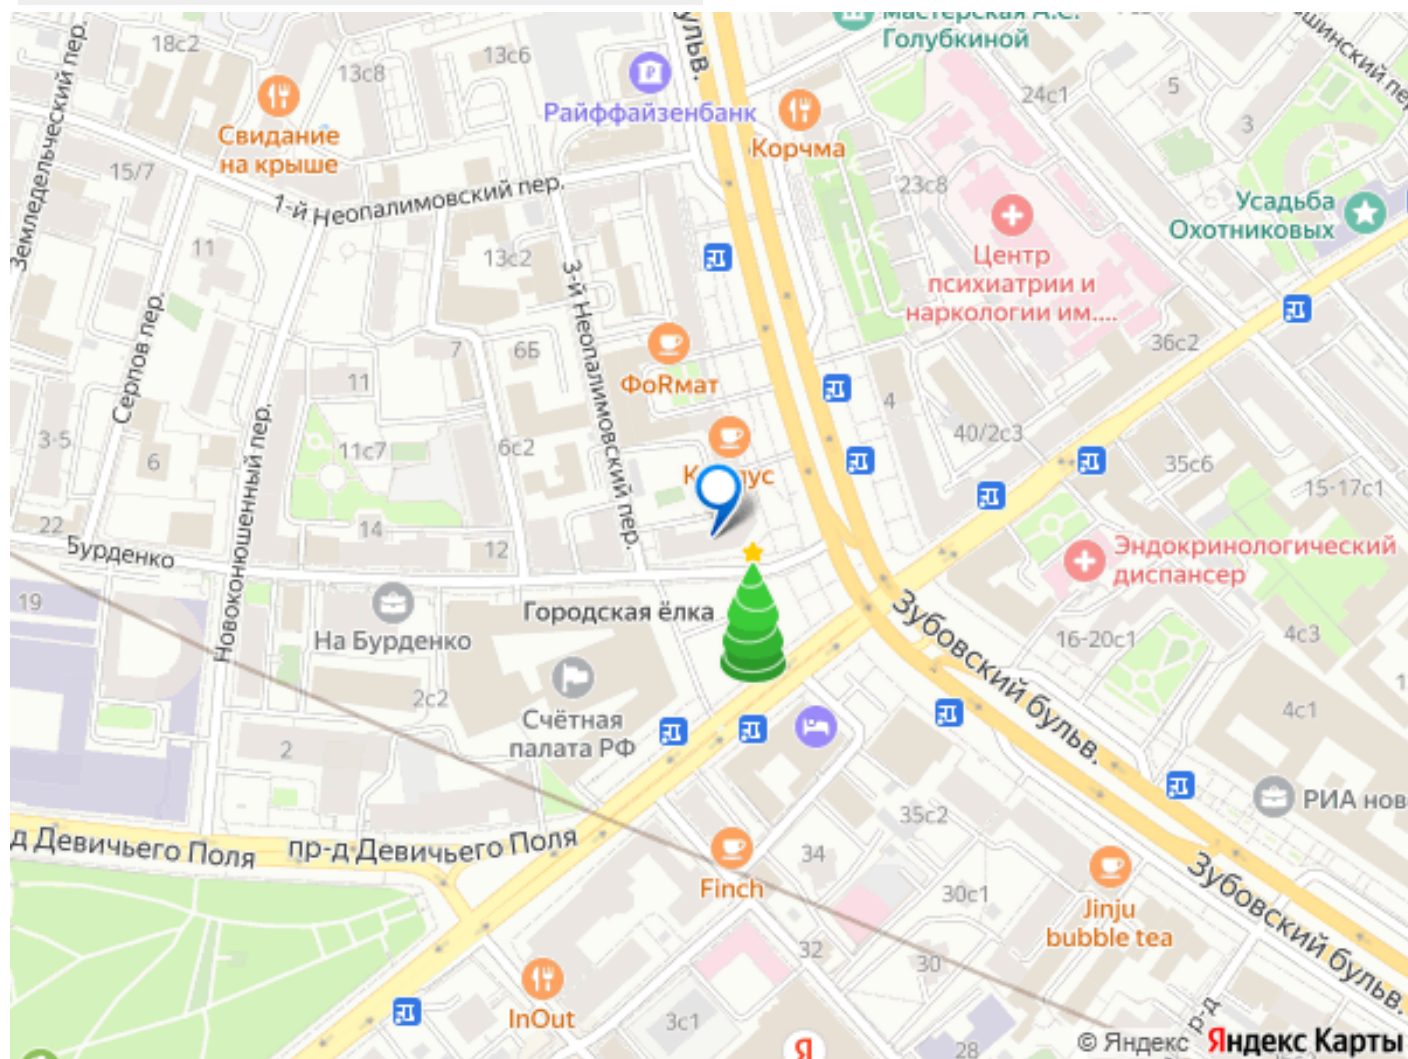 ульв.
Мастерская А.С.
Голубкиной
18с2
13с8
13с6
Райффайзенбанк
Корчма
24с1
5
3
Свидание
на крыше
Земледельческий пер.
15/7
1-й Неопалимовский пер.
23с8
Усадьба
Охотниковых
11
13с2
Центр
психиатрии и
наркологии им....
3-й Неопалимовский пер.
Серпов пер.
7
6Б
36с2
ФоRмат
11
4
3-5
6
11с7
6с2
40/2с3
35с6
15-17с1
Новоконюшенный пер.
22
Бурденко
14
12
Эндокринологический
диспансер
19
На Бурденко
Городская ёлка
Зубовский бульв.
16-20с1
4с3
2с2
Счётная
палата РФ
4с1
2
РИА нов
д Девичьего Поля
пр-д Девичьего Поля
35с2
34
Finch
30с1
Jinju
bubble tea
Зубовский бульв.
32
30
InOut
3с1
р-д
28
Я
© Яндекс Яндекс Карты